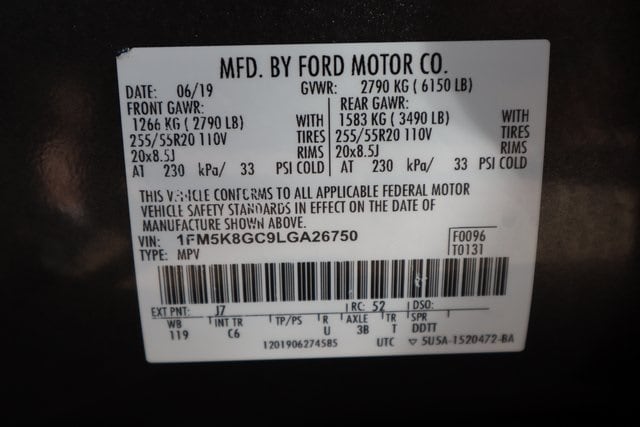 MFD. BY FORD MOTOR CO.
DATE: 06/19 GVWR: 2790 KG ( 6150 LB)
FRONT GAWR: REAR GAWR:
1266 KG ( 2790 LB) WITH 1583 KG ( 3490 LB) WITH
255/55R20 110V TIRES 255/55R20 110V TIRES
20x8.5J RIMS 20x8.5J RIMS
AT 230 kPa/ 33 PSI COLD AT 230 kPa/ 33 PSI COLD
THIS VEHICLE CONFORMS TO ALL APPLICABLE FEDERAL MOTOR
VEHICLE SAFETY STANDARDS IN EFFECT ON THE DATE OF
MANUFACTURE SHOWN ABOVE.
VIN: 1FM5K8GC9LGA26750 F0096
TYPE: MPV T0131
EXT PNT: J7 RC: 52 DSO:
WB INT TR TP/PS R AXLE TR SPR
119 C6 U 3B T DDTT
1201906274585 UTC ▽ 5U5A-1520472-BA